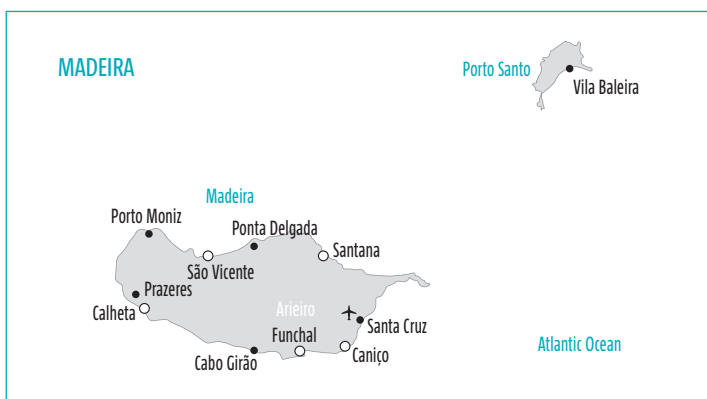 MADEIRA
Porto Santo
Vila Baleira
Madeira
Porto Moniz
Ponta Delgada
Santana
São Vicente
Prazeres
Calheta
Arieiro
Santa Cruz
Funchal
Caniço
Cabo Girão
Atlantic Ocean